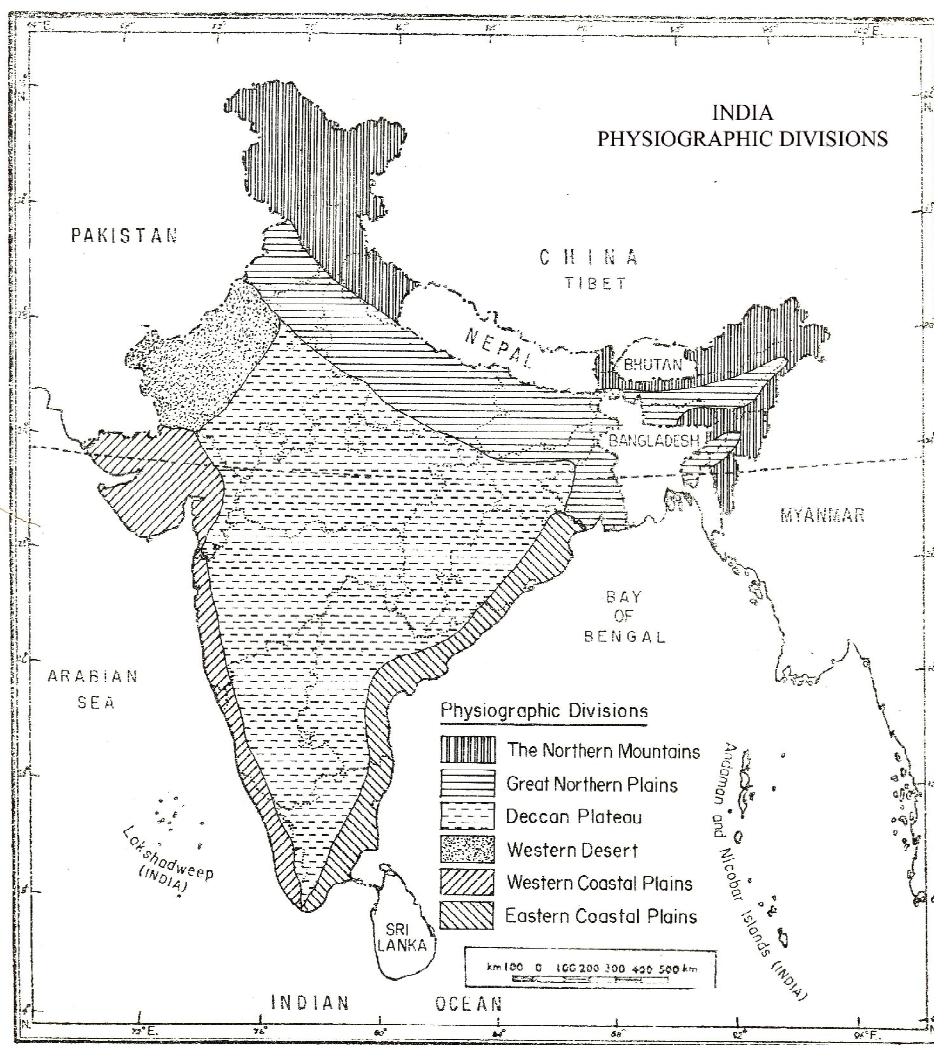 INDIA
PHYSIOGRAPHIC DIVISIONS
PAKISTAN
CHINA
TIBET
NEPAL
BHUTAN
BANGLADESH
MYANMAR
BAY
OF
BENGAL
ARABIAN
SEA
Physiographic Divisions
The Northern Mountains
Great Northern Plains
Deccan Plateau
Western Desert
Western Coastal Plains
Eastern Coastal Plains
Andaman and Nicobar Islands (INDIA)
Lakshadweep
(INDIA)
SRI
LANKA
km 100 0 100 200 300 400 500 km
INDIAN OCEAN
72°E.
76°
80°
84°